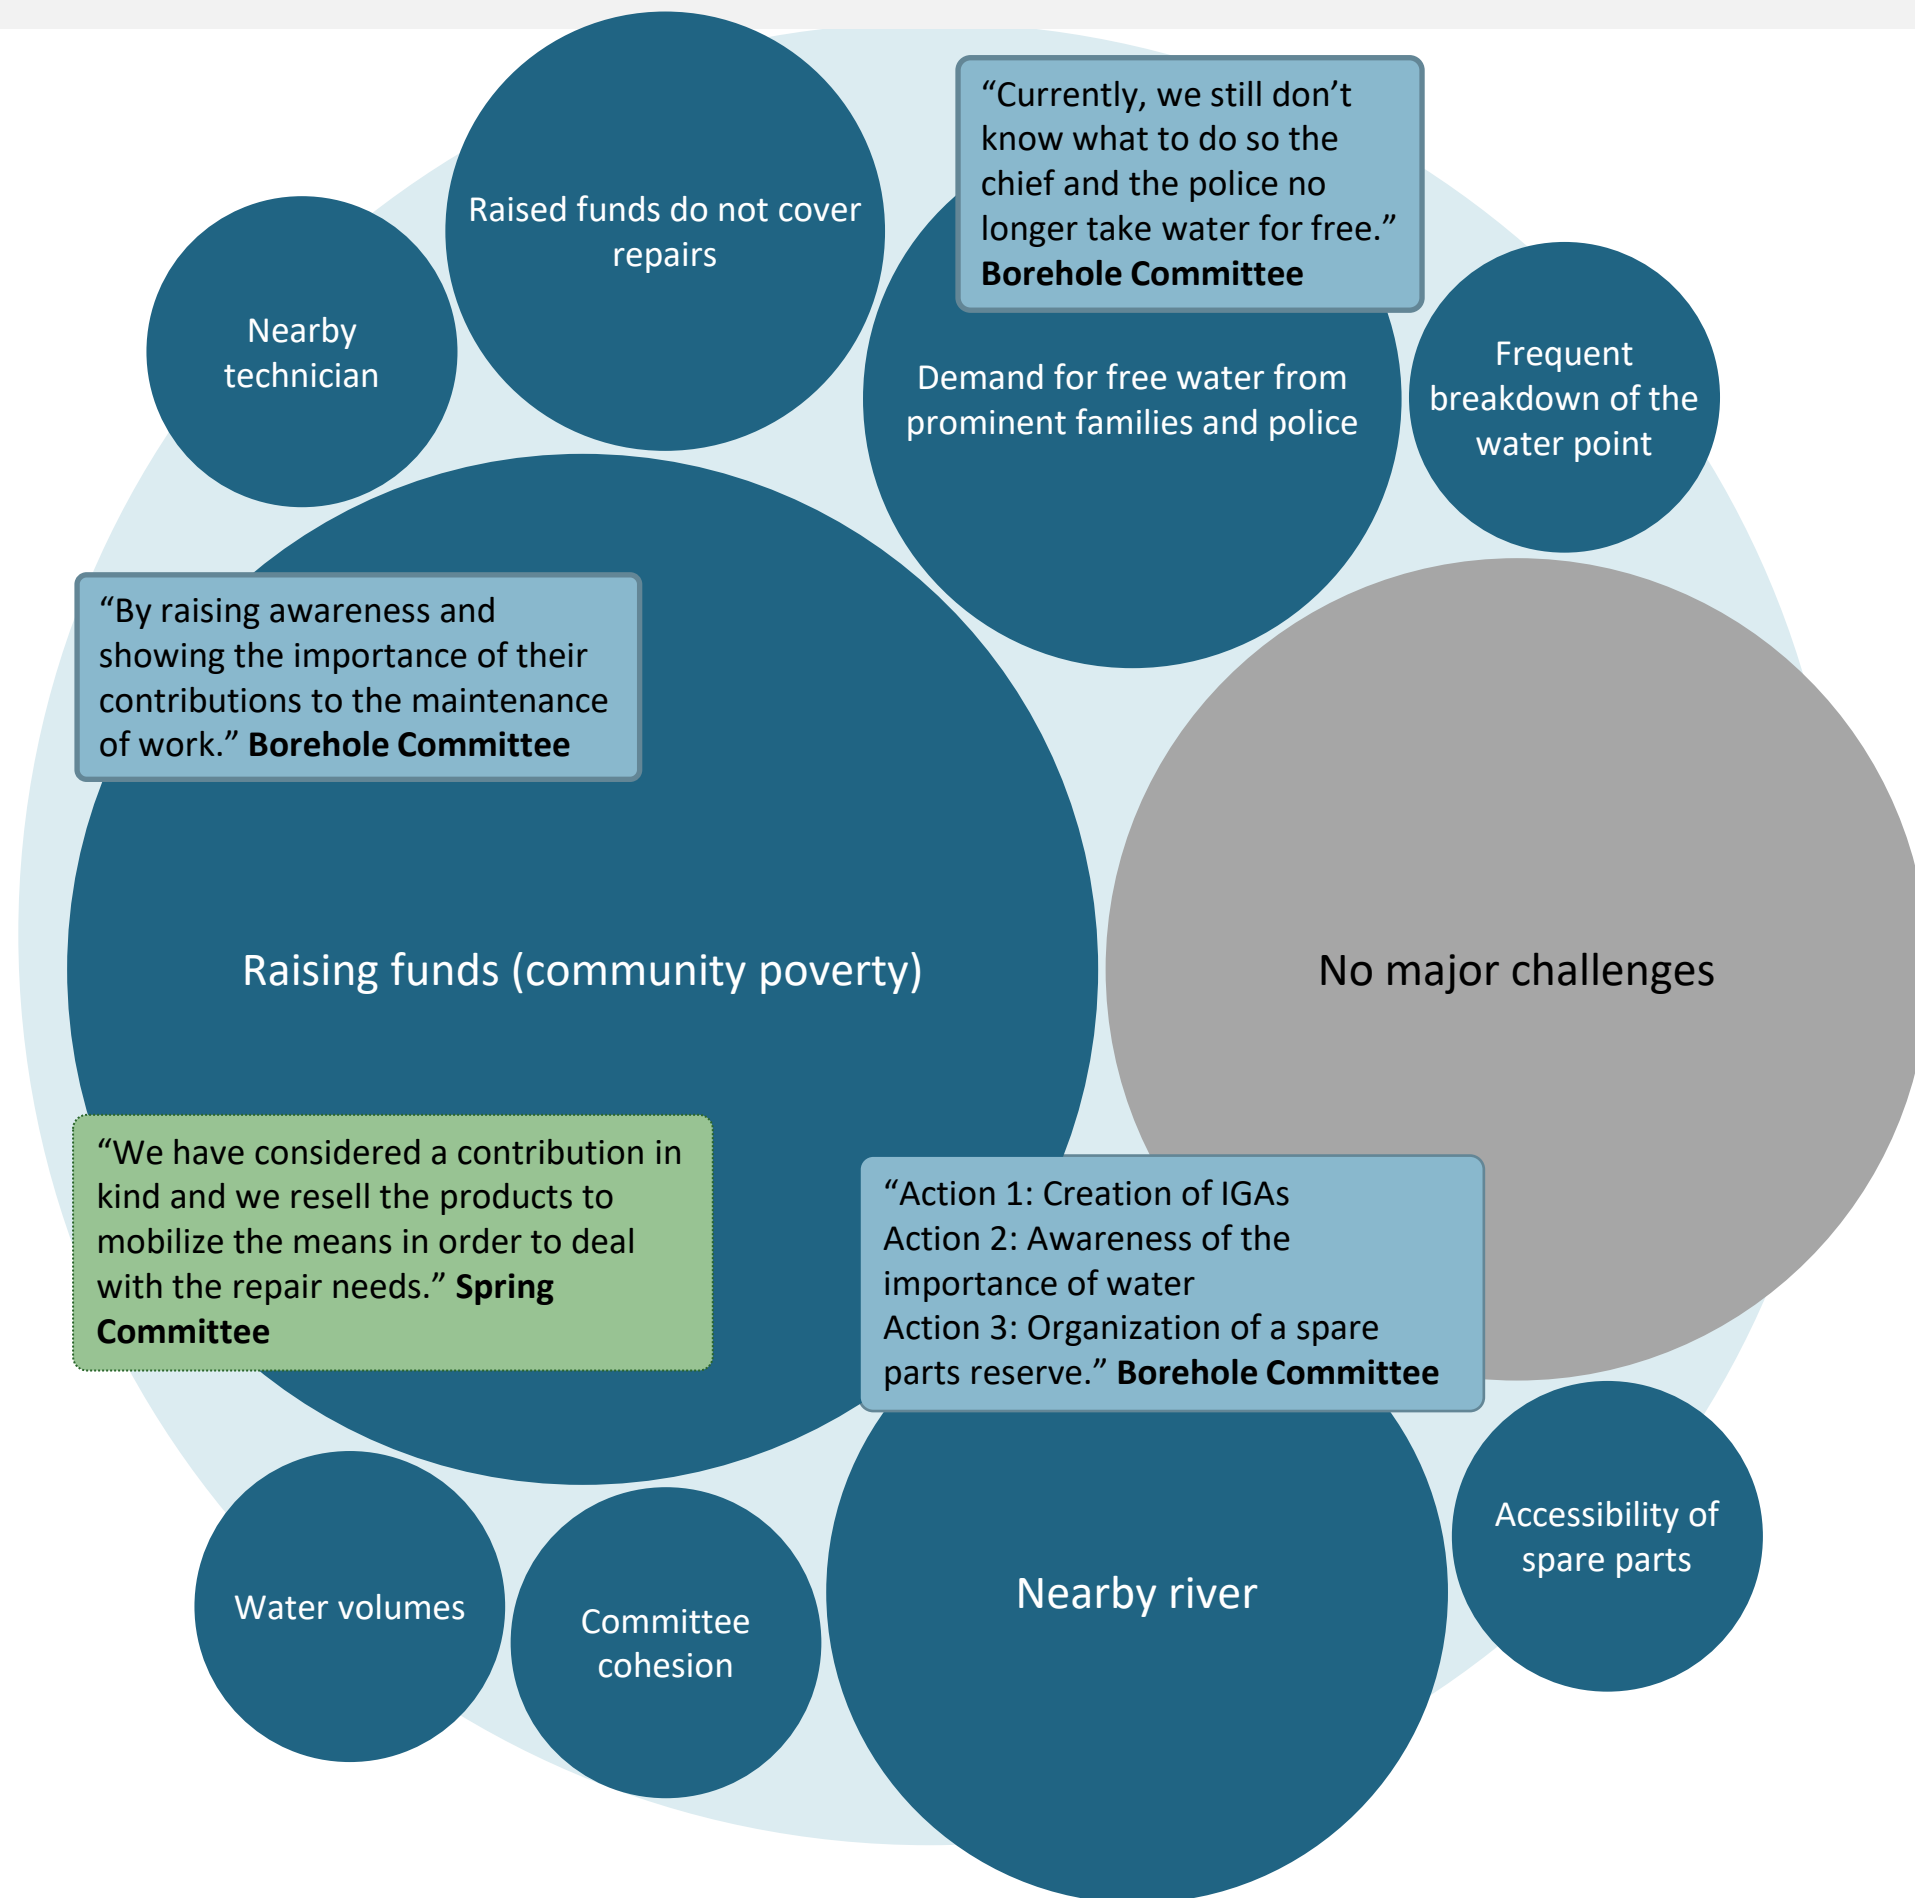 Raised funds do not cover
repairs
“Currently, we still don’t
know what to do so the
chief and the police no
longer take water for free.”
Borehole Committee
Nearby
technician
Demand for free water from
prominent families and police
Frequent
breakdown of the
water point
“By raising awareness and
showing the importance of their
contributions to the maintenance
of work.” Borehole Committee
Raising funds (community poverty)
No major challenges
“We have considered a contribution in
kind and we resell the products to
mobilize the means in order to deal
with the repair needs.” Spring
Committee
“Action 1: Creation of IGAs
Action 2: Awareness of the
importance of water
Action 3: Organization of a spare
parts reserve.” Borehole Committee
Water volumes
Committee
cohesion
Nearby river
Accessibility of
spare parts